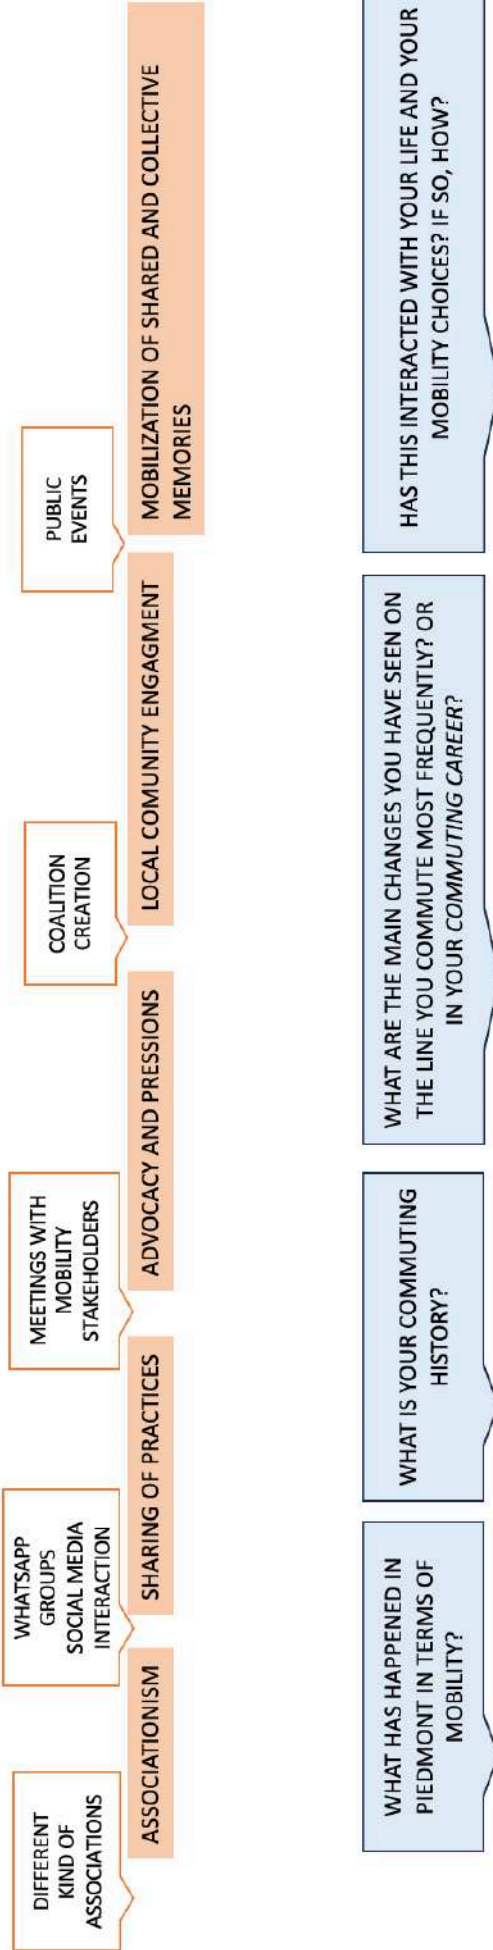 DIFFERENT
KIND OF
ASSOCIATIONS
WHATSAPP
GROUPS
SOCIAL MEDIA
INTERACTION
MEETINGS WITH
MOBILITY
STAKEHOLDERS
COALITION
CREATION
PUBLIC
EVENTS
ASSOCIATIONISM
SHARING OF PRACTICES
ADVOCACY AND PRESSIONS
LOCAL COMUNITY ENGAGMENT
MOBILIZATION OF SHARED AND COLLECTIVE
MEMORIES
WHAT HAS HAPPENED IN
PIEDMONT IN TERMS OF
MOBILITY?
WHAT IS YOUR COMMUTING
HISTORY?
WHAT ARE THE MAIN CHANGES YOU HAVE SEEN ON
THE LINE YOU COMMUTE MOST FREQUENTLY? OR
IN YOUR COMMUTING CAREER?
HAS THIS INTERACTED WITH YOUR LIFE AND YOUR
MOBILITY CHOICES? IF SO, HOW?